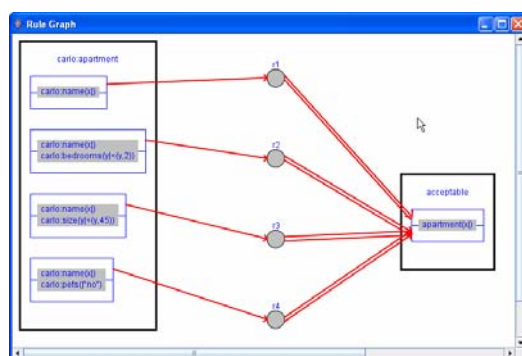 Rule Graph
carlo:apartment
carlo:name(x|)
carlo:name(x|)
carlo:bedrooms(y|<(y,2))
carlo:name(x|)
carlo:size(y|<(y,45))
carlo:name(x|)
carlo:pets(|"no")
r1
r2
r3
r4
acceptable
apartment(x|)